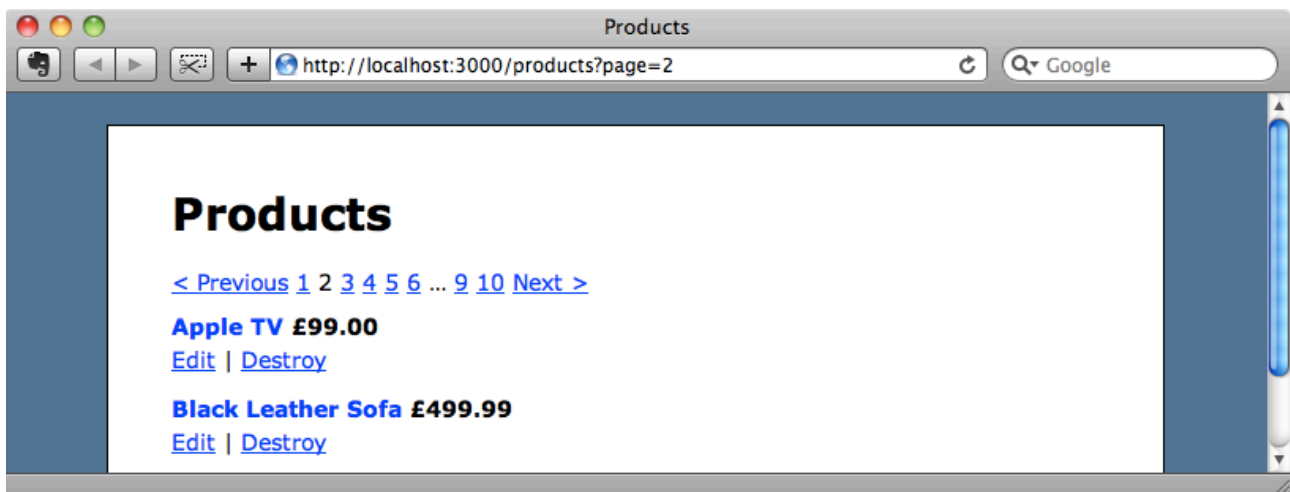 Products
http://localhost:3000/products?page=2
Google
Products
< Previous 1 2 3 4 5 6 ... 9 10 Next >
Apple TV £99.00
Edit | Destroy
Black Leather Sofa £499.99
Edit | Destroy